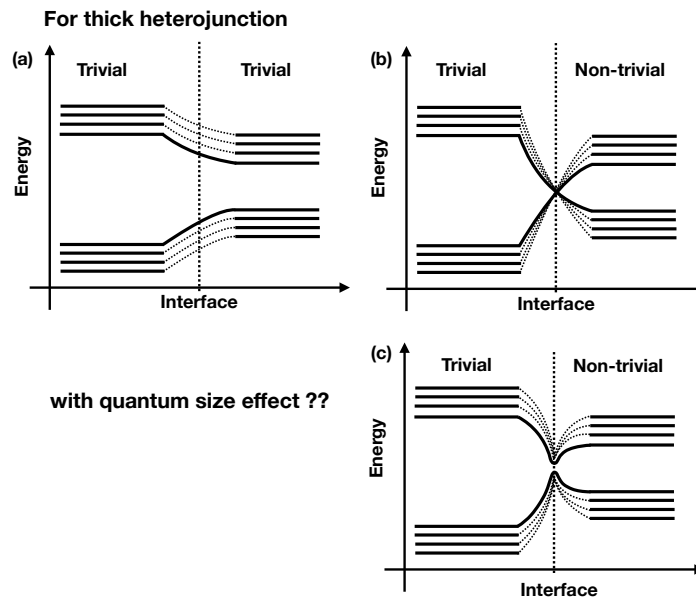 For thick heterojunction
(a)
Trivial
Trivial
Energy
Interface
(b)
Trivial
Non-trivial
Energy
Interface
with quantum size effect ??
(c)
Trivial
Non-trivial
Energy
Interface